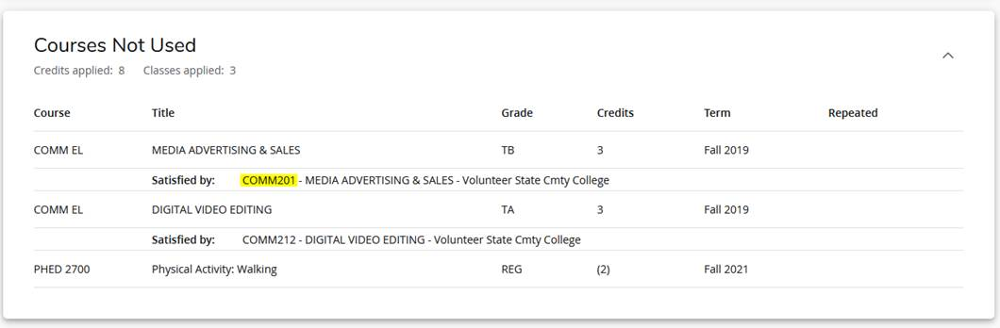 Courses Not Used
Credits applied: 8 Classes applied: 3
Course Title Grade Credits Term Repeated
COMM EL MEDIA ADVERTISING & SALES TB 3 Fall 2019
Satisfied by: COMM201 - MEDIA ADVERTISING & SALES - Volunteer State Cmty College
COMM EL DIGITAL VIDEO EDITING TA 3 Fall 2019
Satisfied by: COMM212 - DIGITAL VIDEO EDITING - Volunteer State Cmty College
PHED 2700 Physical Activity: Walking REG (2) Fall 2021